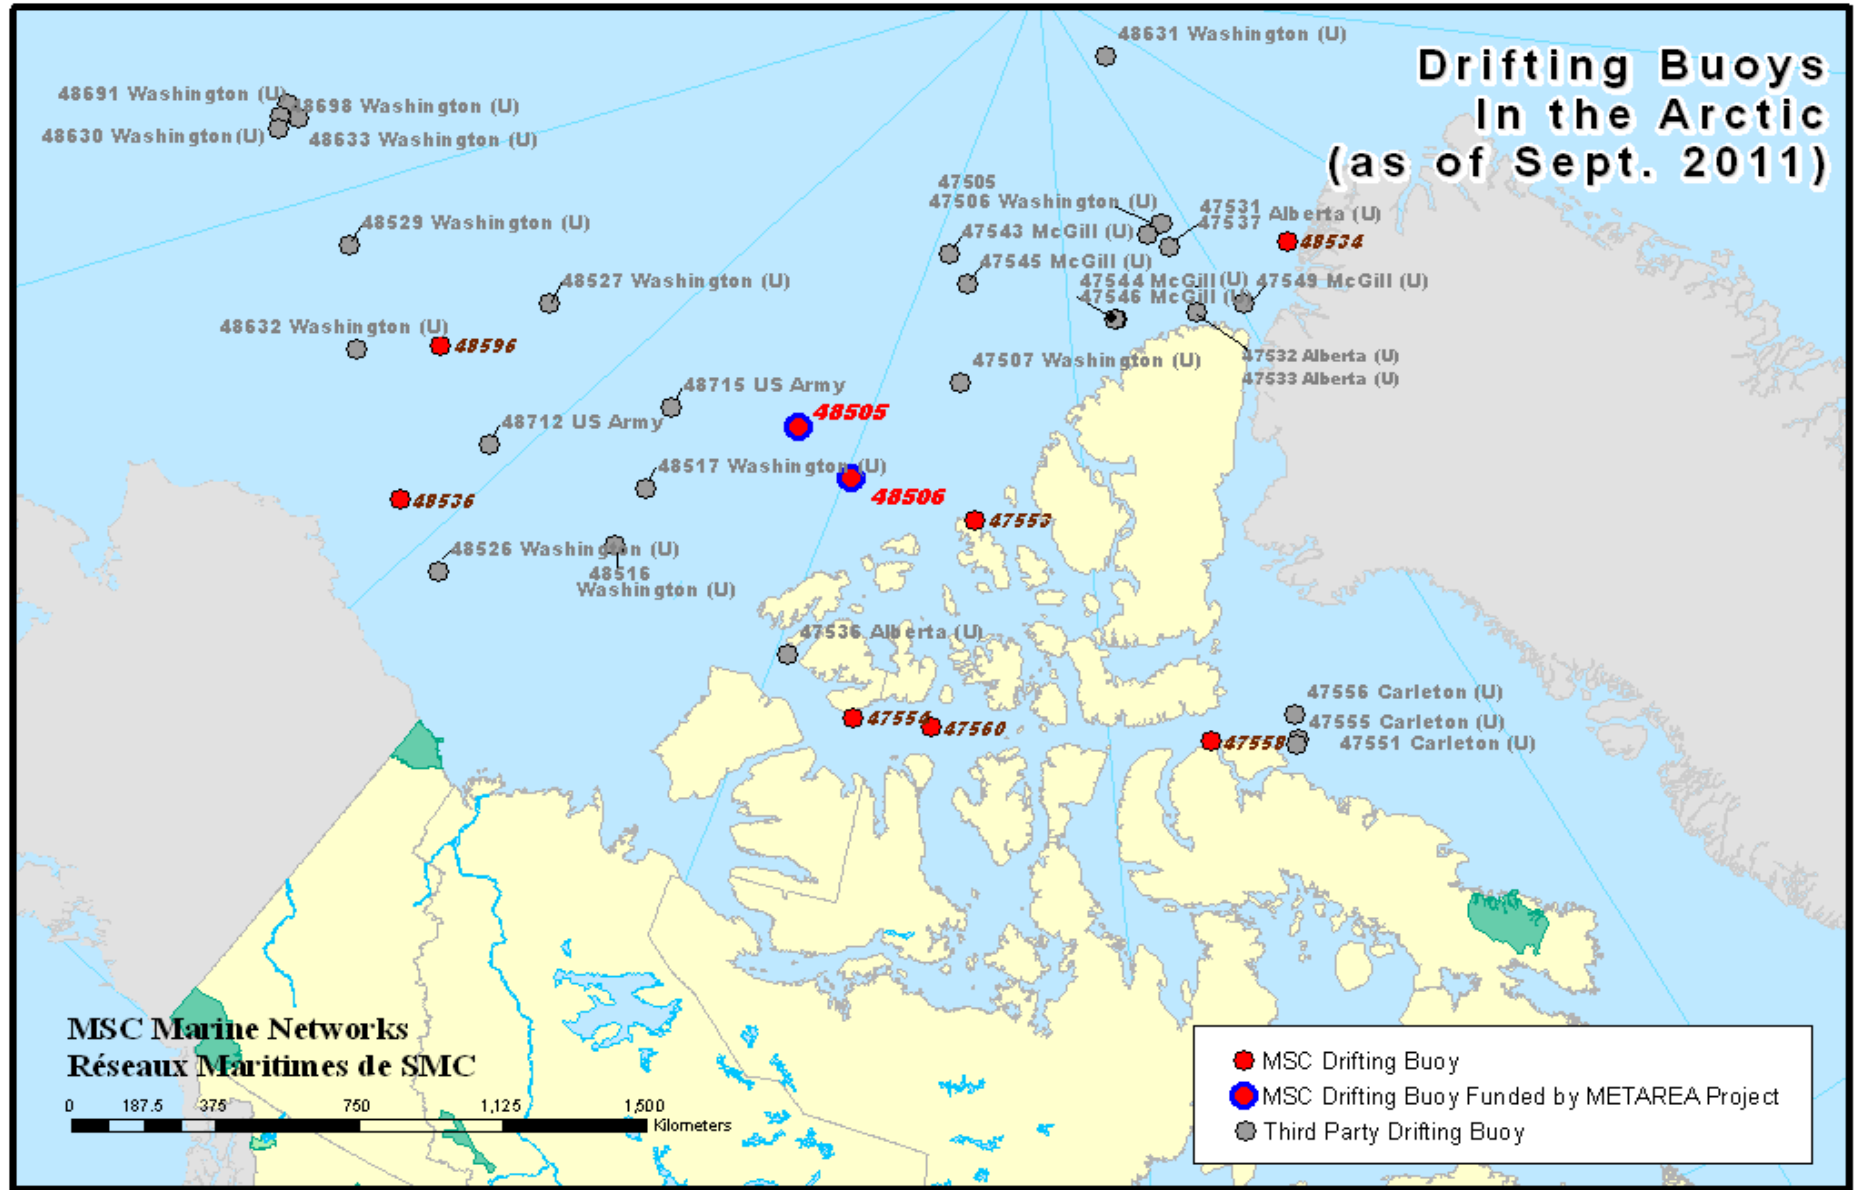 48631 Washington (U)
Drifting Buoys
In the Arctic
(as of Sept. 2011)
48691 Washington (U)
48698 Washington (U)
48630 Washington(U)
48633 Washington (U)
47505
47506 Washington (U)
47531
47537
Alberta (U)
48534
48529 Washington (U)
47543 McGill (U)
47545 McGill (U)
47544 McGill(U)
47546 McGill(U)
47549 McGill (U)
48527 Washington (U)
48632 Washington (U)
48596
47507 Washington (U)
47532 Alberta (U)
47533 Alberta (U)
48715 US Army
48505
48712 US Army
48517 Washington (U)
48506
48536
47553
48526 Washington (U)
48516
Washington (U)
47536 Alberta (U)
47554
47560
47556 Carleton (U)
47555 Carleton (U)
47551 Carleton (U)
47558
MSC Marine Networks
Réseaux Maritimes de SMC
0 187.5 375 750 1,125 1,500
Kilometers
MSC Drifting Buoy
MSC Drifting Buoy Funded by METAREA Project
Third Party Drifting Buoy